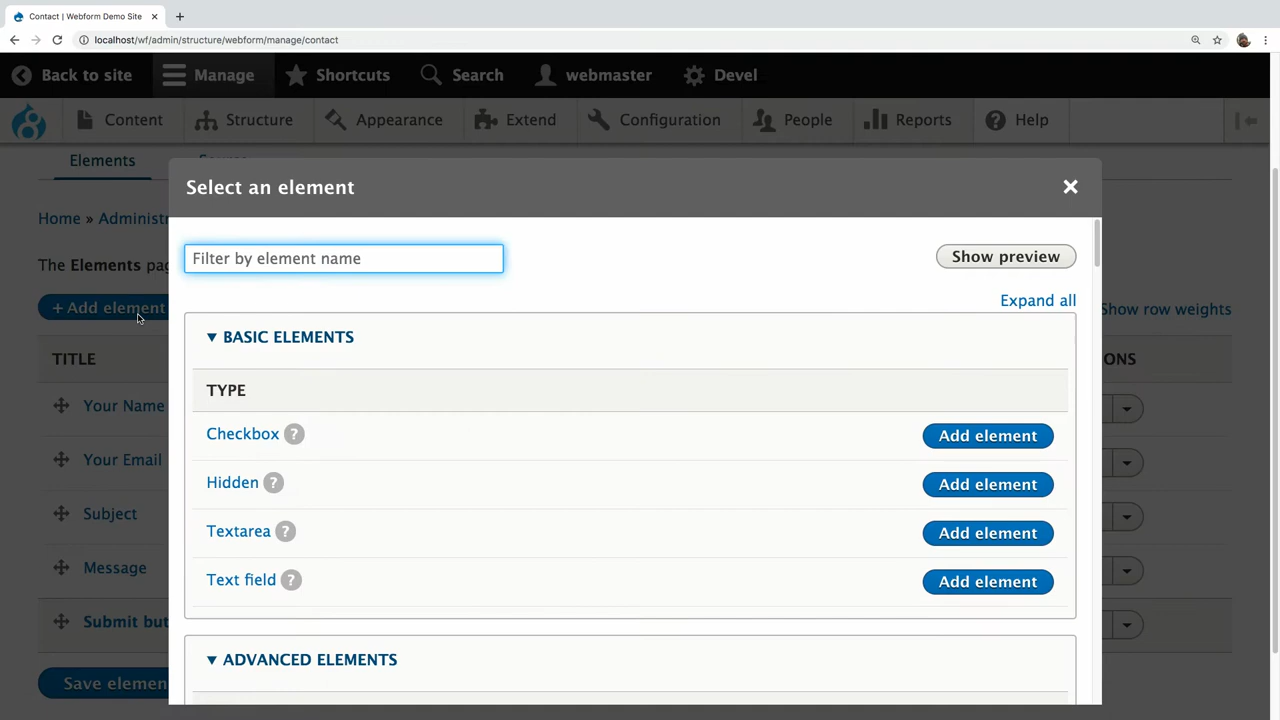 Contact | Webform Demo Site
localhost/wf/admin/structure/webform/manage/contact
Back to site Manage Shortcuts Search webmaster Devel
Content Structure Appearance Extend Configuration People Reports Help
Elements Source
Select an element
Home » Administr
Filter by element name
Show preview
The Elements pag
Expand all
+ Add element
Show row weights
▼ BASIC ELEMENTS
TITLE
ONS
TYPE
Your Name
Checkbox ? Add element
Your Email
Hidden ? Add element
Subject
Textarea ? Add element
Message
Text field ? Add element
Submit but
▼ ADVANCED ELEMENTS
Save elemen